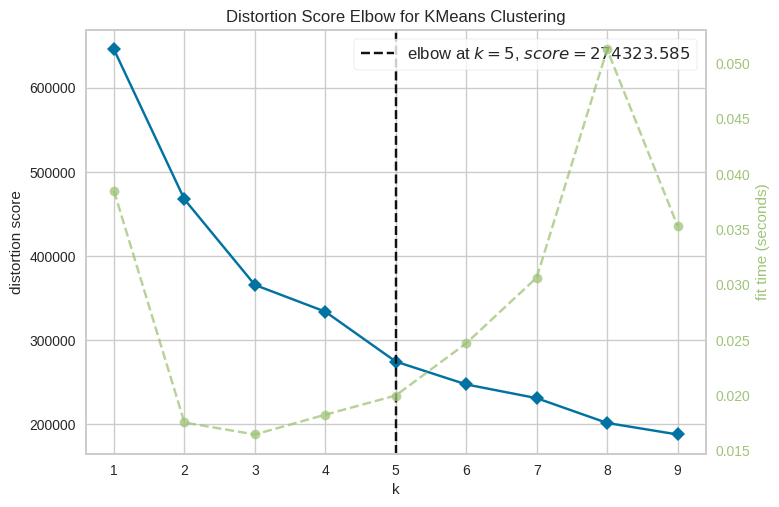 Distortion Score Elbow for KMeans Clustering
elbow at k = 5, score = 274323.585
distortion score
600000
500000
400000
300000
200000
0.050
0.045
0.040
0.035
0.030
0.025
0.020
0.015
fit time (seconds)
1 2 3 4 5 6 7 8 9
k